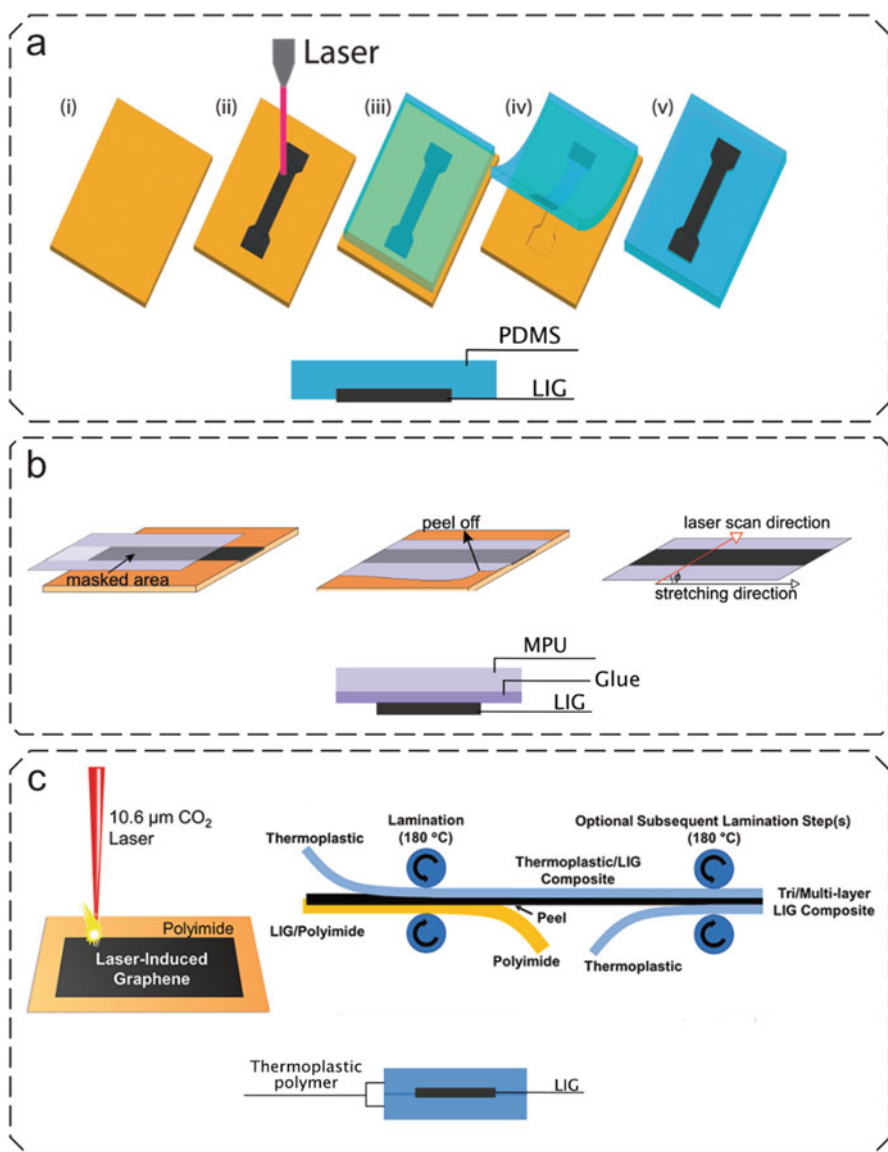 a
Laser
(i)
(ii)
(iii)
(iv)
(v)
PDMS
LIG
b
masked area
peel off
laser scan direction
ϕ
stretching direction
MPU
Glue
LIG
c
10.6 µm CO₂
Laser
Polyimide
Laser-Induced
Graphene
Thermoplastic
Lamination
(180 °C)
Optional Subsequent Lamination Step(s)
(180 °C)
Thermoplastic/LIG
Composite
Tri/Multi-layer
LIG Composite
Peel
LIG/Polyimide
Polyimide
Thermoplastic
Thermoplastic
polymer
LIG